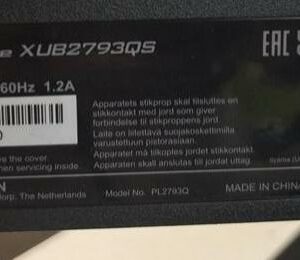 e XUB2793QS
EAC
60Hz 1.2A
Apparatets stikprop skal tilsluttes en
stikkontakt med jord som giver
forbindelse til stikproppens jord.
Laite on liitettävä suojakoskettimilla
varustettuun pistorasiaan.
Apparatet må tilkoples jordet stikkontakt.
Apparaten skall anslutas till jordat uttag.
s the cover.
hen servicing inside.
N
Corp. The Netherlands
Model No. PL2793Q
MADE IN CHINA